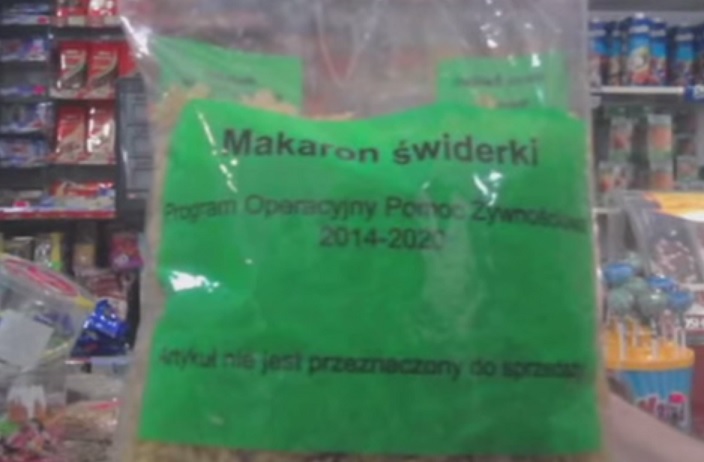 Makaron świderki
Program Operacyjny Pomoc Żywnościowa
2014-2020
Artykuł nie jest przeznaczony do sprzedaży